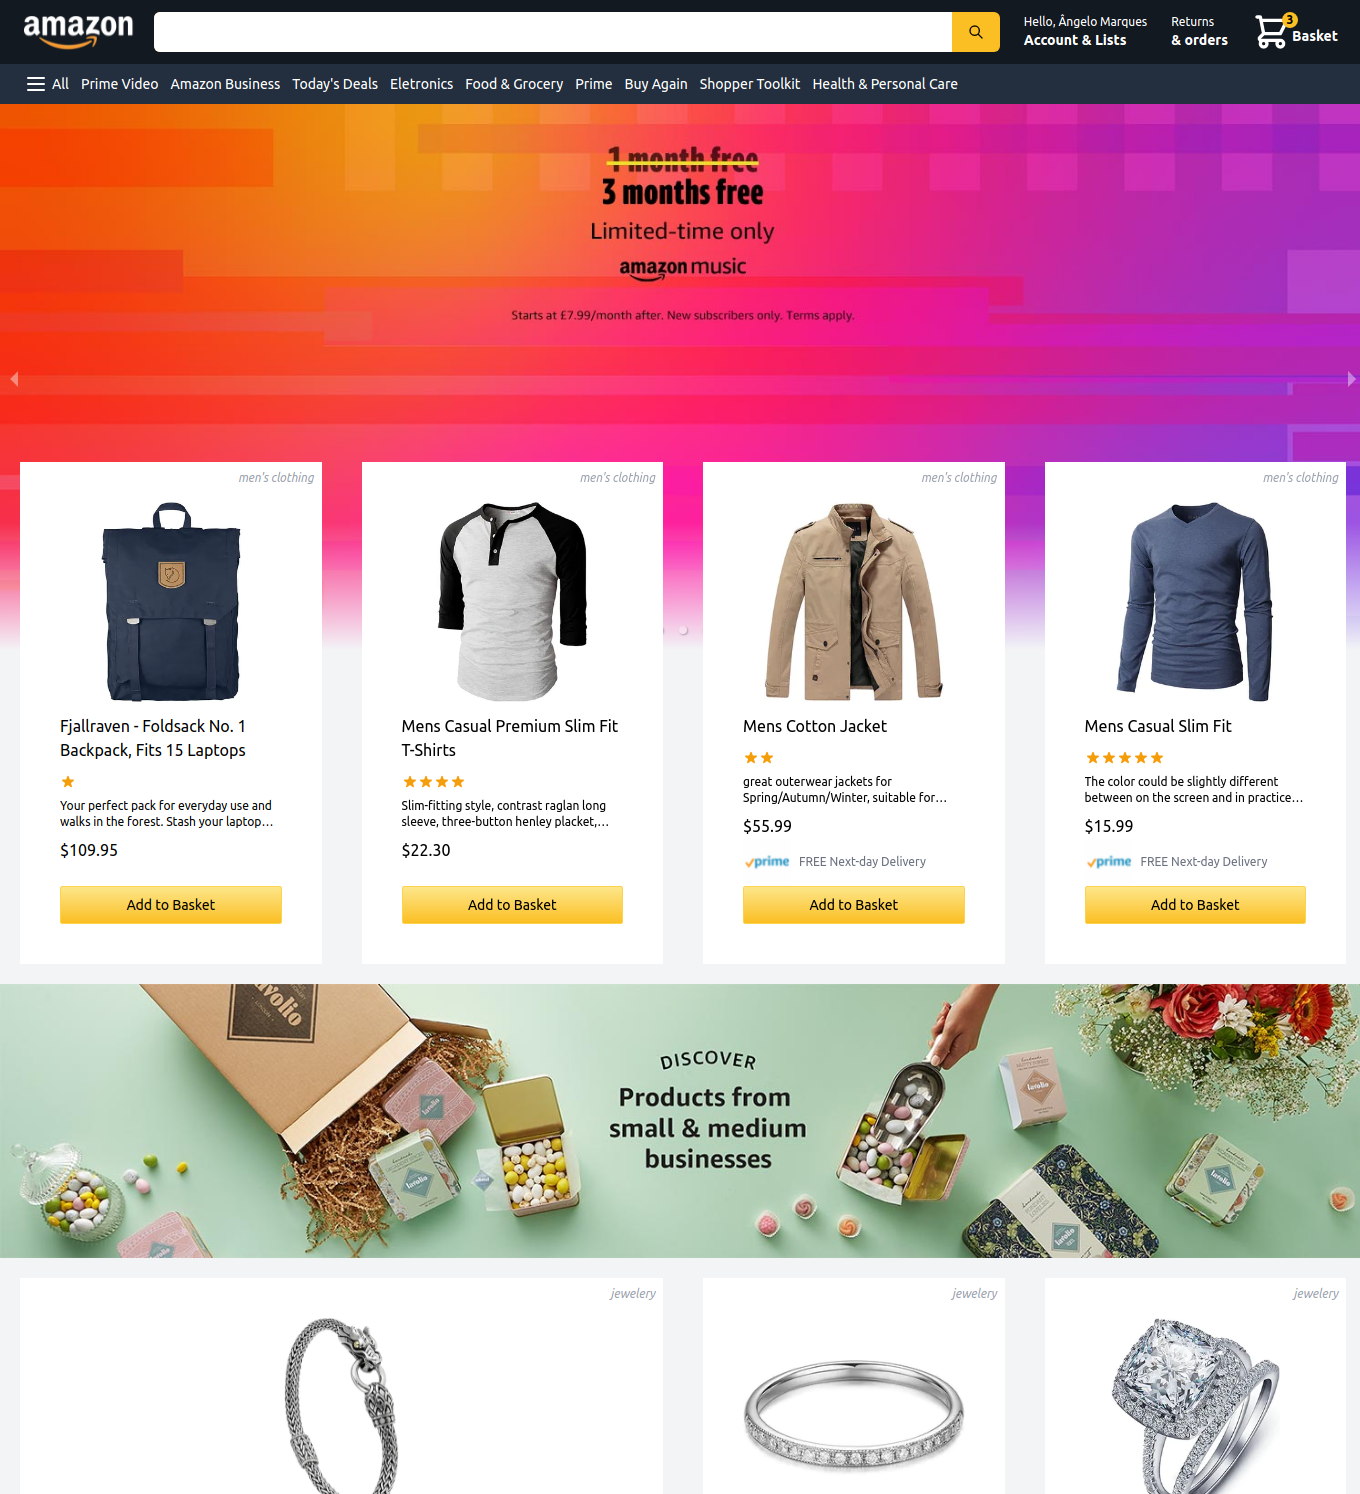 amazon
Hello, Ângelo Marques
Account & Lists
Returns
& orders
3
Basket
All Prime Video Amazon Business Today's Deals Eletronics Food & Grocery Prime Buy Again Shopper Toolkit Health & Personal Care
1 month free
3 months free
Limited-time only
amazon music
Starts at £7.99/month after. New subscribers only. Terms apply.
men's clothing
Fjallraven - Foldsack No. 1
Backpack, Fits 15 Laptops
Your perfect pack for everyday use and
walks in the forest. Stash your laptop...
$109.95
Add to Basket
men's clothing
Mens Casual Premium Slim Fit
T-Shirts
Slim-fitting style, contrast raglan long
sleeve, three-button henley placket,...
$22.30
Add to Basket
men's clothing
Mens Cotton Jacket
great outerwear jackets for
Spring/Autumn/Winter, suitable for...
$55.99
prime FREE Next-day Delivery
Add to Basket
men's clothing
Mens Casual Slim Fit
The color could be slightly different
between on the screen and in practice...
$15.99
prime FREE Next-day Delivery
Add to Basket
lavolio
DISCOVER
Products from
small & medium
businesses
lavolio
lavolio
lavolio
lavolio
jewelery
jewelery
jewelery